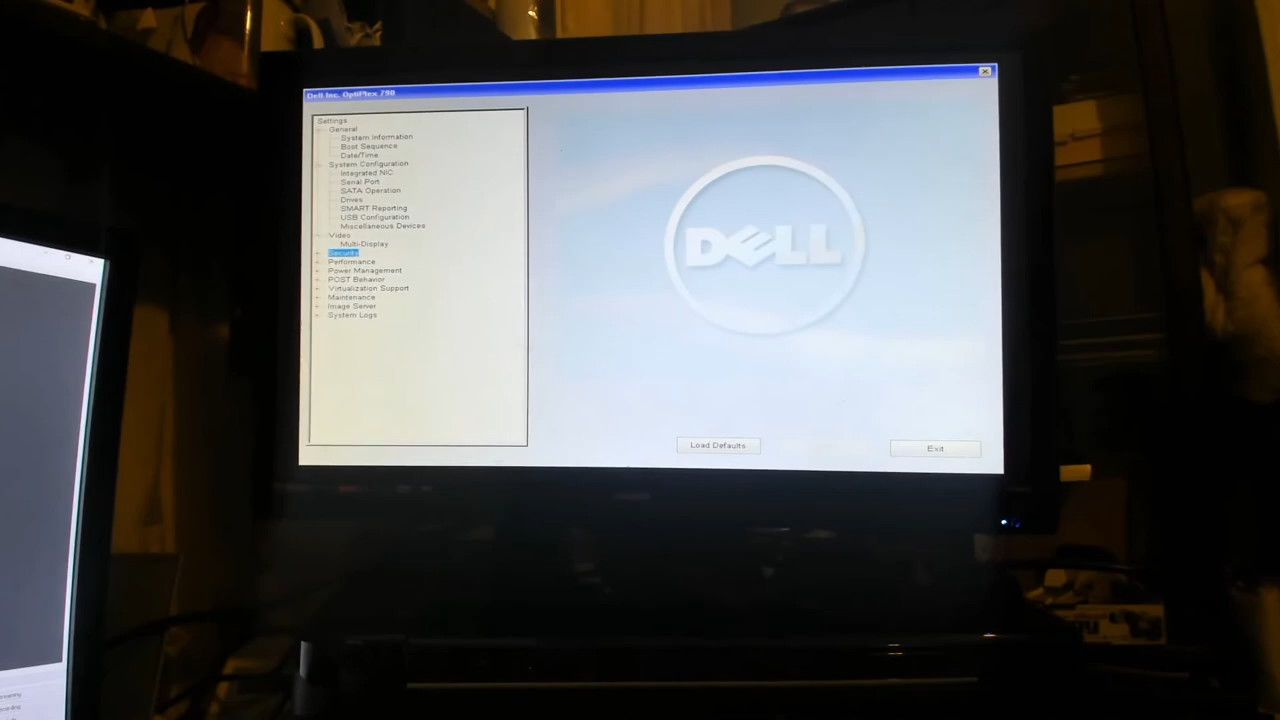 Dell Inc. OptiPlex 790
Settings
General
System Information
Boot Sequence
Date/Time
System Configuration
Integrated NIC
Serial Port
SATA Operation
Drives
SMART Reporting
USB Configuration
Miscellaneous Devices
Video
Multi-Display
Security
Performance
Power Management
POST Behavior
Virtualization Support
Maintenance
Image Server
System Logs
DELL
Load Defaults
Exit